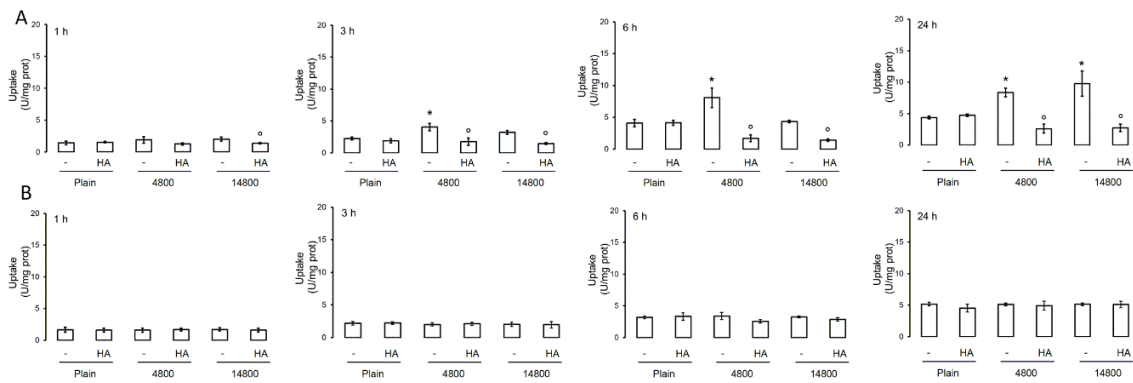 A
1 h
3 h
6 h
24 h
Uptake
(U/mg prot)
20
15
10
5
0
Uptake
(U/mg prot)
20
15
10
5
0
*
°
°
Uptake
(U/mg prot)
20
15
10
5
0
*
°
°
Uptake
(U/mg prot)
20
15
10
5
0
*
°
*
°
°
- HA - HA - HA
- HA - HA - HA
- HA - HA - HA
- HA - HA - HA
Plain 4800 14800
Plain 4800 14800
Plain 4800 14800
Plain 4800 14800
B
1 h
3 h
6 h
24 h
Uptake
(U/mg prot)
20
15
10
5
0
Uptake
(U/mg prot)
20
15
10
5
0
Uptake
(U/mg prot)
20
15
10
5
0
Uptake
(U/mg prot)
20
15
10
5
0
- HA - HA - HA
- HA - HA - HA
- HA - HA - HA
- HA - HA - HA
Plain 4800 14800
Plain 4800 14800
Plain 4800 14800
Plain 4800 14800